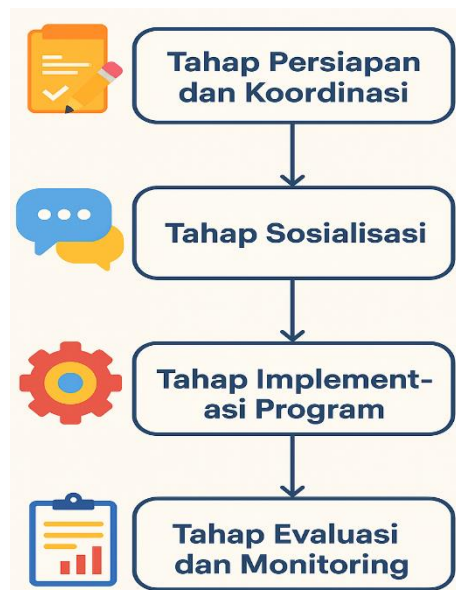 Tahap Persiapan
dan Koordinasi
Tahap Sosialisasi
Tahap Implement-
asi Program
Tahap Evaluasi
dan Monitoring